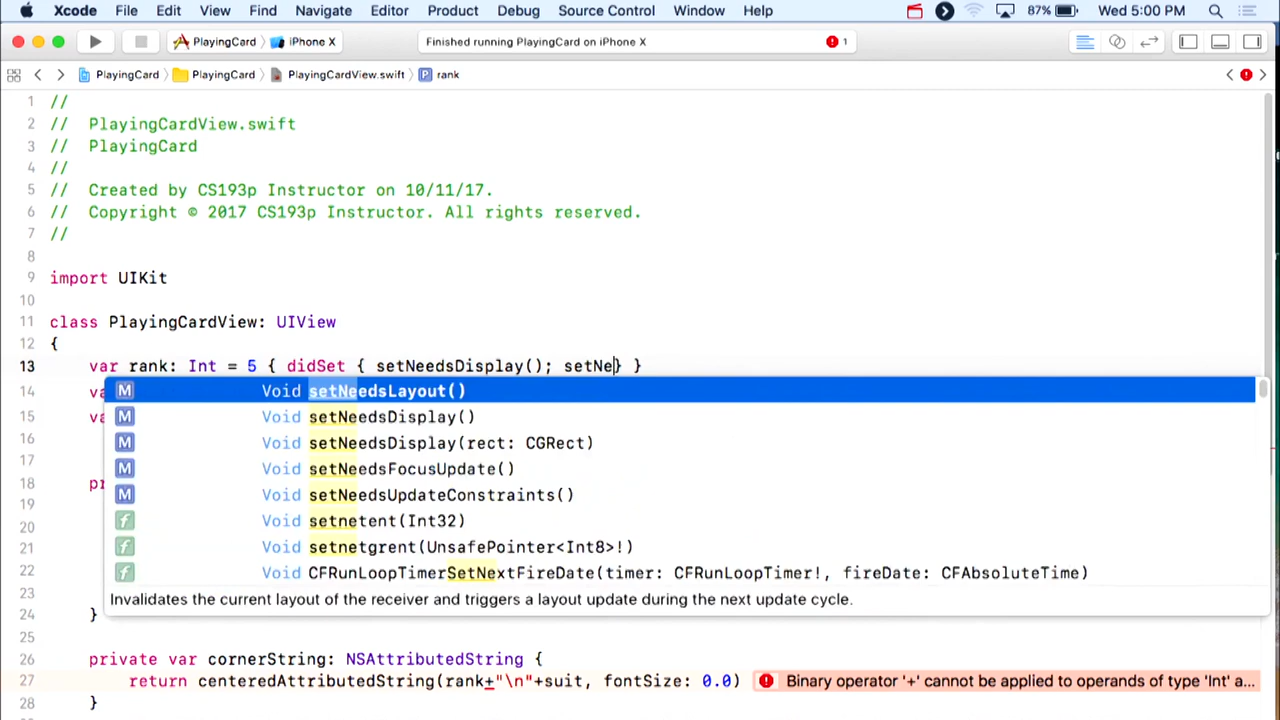 Xcode File Edit View Find Navigate Editor Product Debug Source Control Window Help 87% Wed 5:00 PM
PlayingCard iPhone X Finished running PlayingCard on iPhone X 1
PlayingCard PlayingCard PlayingCardView.swift P rank
1 //
2 // PlayingCardView.swift
3 // PlayingCard
4 //
5 // Created by CS193p Instructor on 10/11/17.
6 // Copyright © 2017 CS193p Instructor. All rights reserved.
7 //
8
9 import UIKit
10
11 class PlayingCardView: UIView
12 {
13 var rank: Int = 5 { didSet { setNeedsDisplay(); setNe} }
14 va M Void setNeedsLayout()
15 va M Void setNeedsDisplay()
16 M Void setNeedsDisplay(rect: CGRect)
17 M Void setNeedsFocusUpdate()
18 pr M Void setNeedsUpdateConstraints()
19
20 f Void setnetent(Int32)
21 f Void setnetgrent(UnsafePointer<Int8>!)
22 f Void CFRunLoopTimerSetNextFireDate(timer: CFRunLoopTimer!, fireDate: CFAbsoluteTime)
23 Invalidates the current layout of the receiver and triggers a layout update during the next update cycle.
24 }
25
26 private var cornerString: NSAttributedString {
27 return centeredAttributedString(rank+"\n"+suit, fontSize: 0.0) Binary operator '+' cannot be applied to operands of type 'Int' a...
28 }